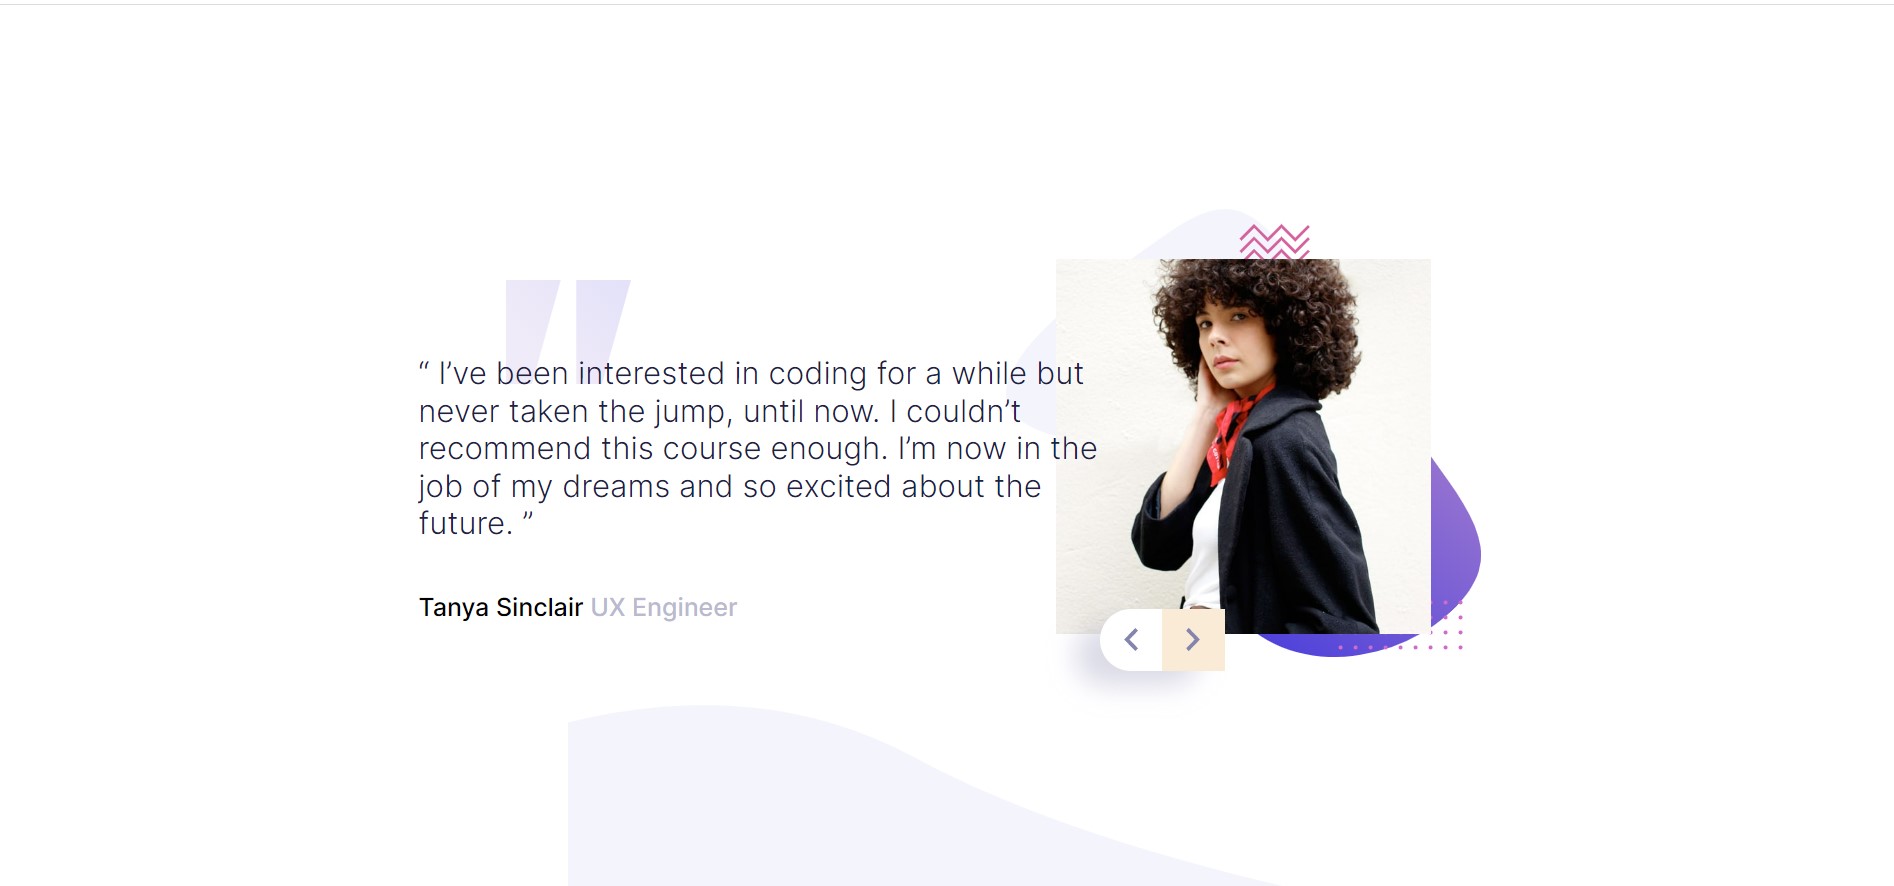 “ I’ve been interested in coding for a while but
never taken the jump, until now. I couldn’t
recommend this course enough. I’m now in the
job of my dreams and so excited about the
future. ”
Tanya Sinclair UX Engineer